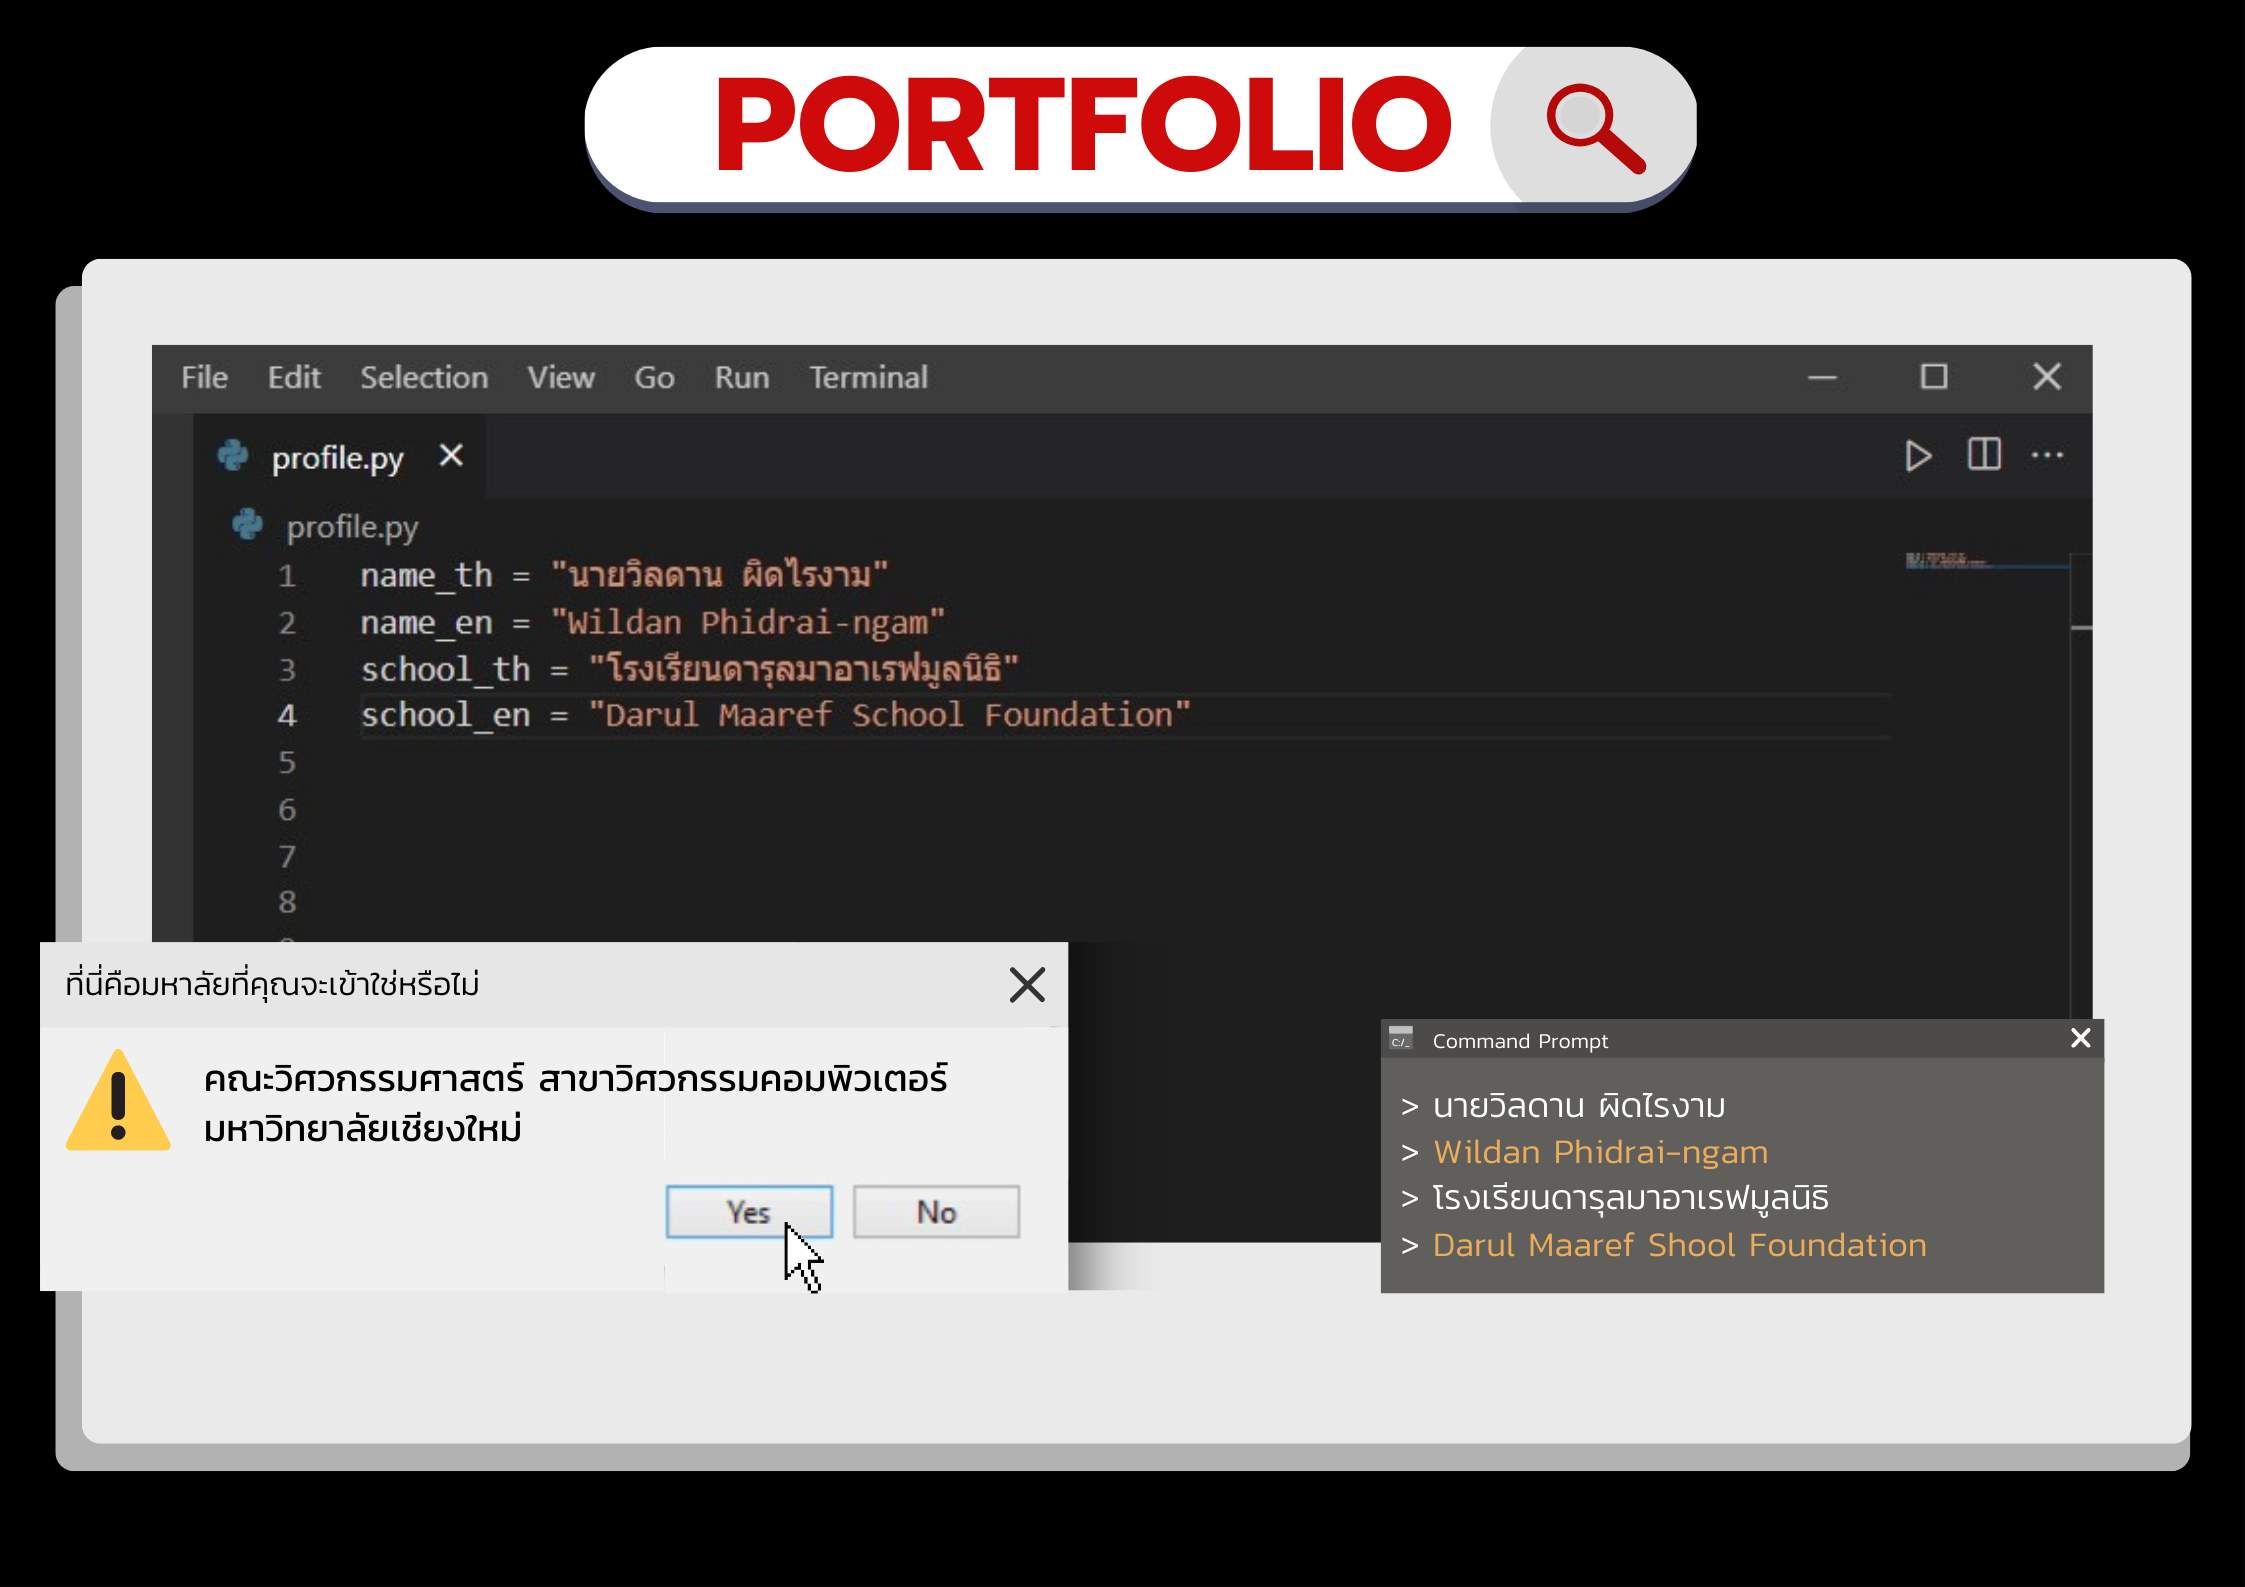 PORTFOLIO
File Edit Selection View Go Run Terminal
profile.py
profile.py
1 name_th = "นายวิลดาน ผิดไรงาม"
2 name_en = "Wildan Phidrai-ngam"
3 school_th = "โรงเรียนดารุลมาอาเรฟมูลนิธิ"
4 school_en = "Darul Maaref School Foundation"
5
6
7
8
ที่นี่คือมหาลัยที่คุณจะเข้าใช่หรือไม่
คณะวิศวกรรมศาสตร์ สาขาวิศวกรรมคอมพิวเตอร์
มหาวิทยาลัยเชียงใหม่
Yes No
C:/_ Command Prompt
> นายวิลดาน ผิดไรงาม
> Wildan Phidrai-ngam
> โรงเรียนดารุลมาอาเรฟมูลนิธิ
> Darul Maaref Shool Foundation